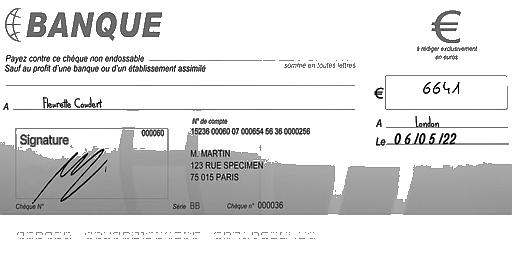 BANQUE
€
à rédiger exclusivement
en euros
Payez contre ce chèque non endossable
Sauf au profit d'une banque ou d'un établissement assimilé
somme en toutes lettres
€ 6641
A Fleurette Coudert
A London
Le 06/05/22
Signature
000060
N° de compte
15236 00060 07 000654 56 36 0000256
M. MARTIN
123 RUE SPECIMEN
75 015 PARIS
Chèque N°
Série BB
Chèque n° 000036